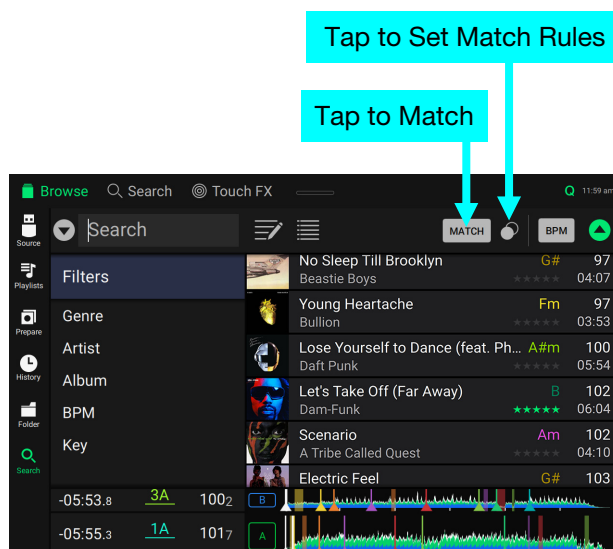 Tap to Set Match Rules
Tap to Match
Browse Search Touch FX Q 11:59 am
Source Search MATCH BPM
Playlists
Prepare
History
Folder
Search
Filters
Genre
Artist
Album
BPM
Key
No Sleep Till Brooklyn G# 97
Beastie Boys ★★★★★ 04:07
Young Heartache Fm 97
Bullion ★★★★★ 03:53
Lose Yourself to Dance (feat. Ph... A#m 100
Daft Punk ★★★★★ 05:54
Let's Take Off (Far Away) B 102
Dam-Funk ★★★★★ 06:04
Scenario Am 102
A Tribe Called Quest ★★★★★ 04:10
Electric Feel G# 103
-05:53.8 3A 1002 B
-05:55.3 1A 1017 A